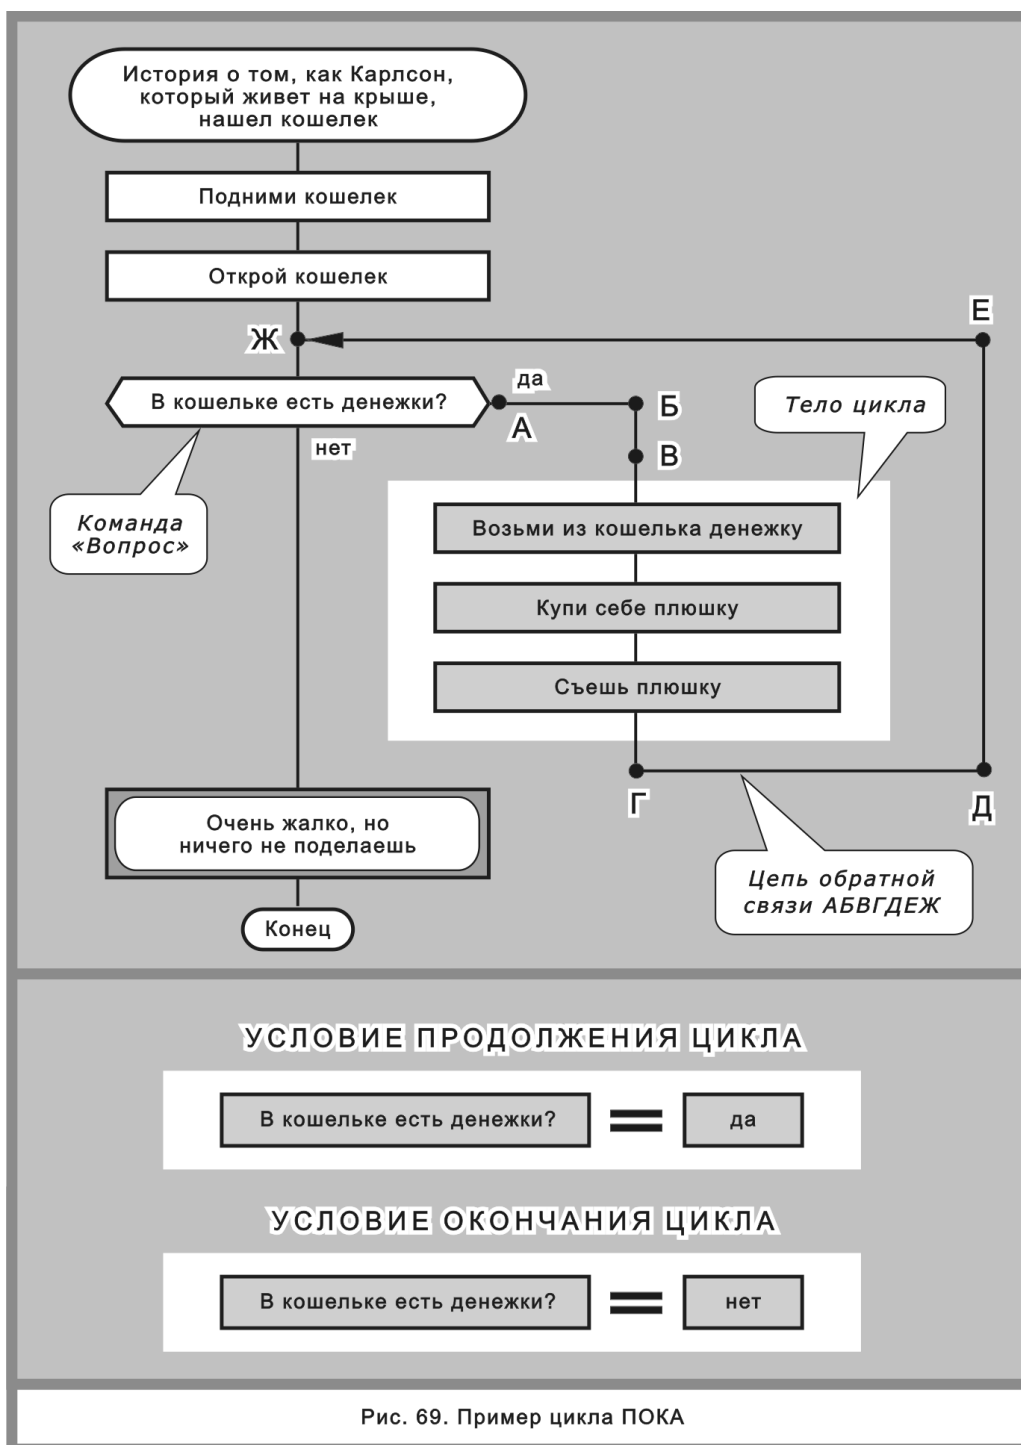 История о том, как Карлсон,
который живет на крыше,
нашел кошелек
Подними кошелек
Открой кошелек
Ж
Е
В кошельке есть денежки?
да
А
Б
В
нет
Тело цикла
Команда
«Вопрос»
Возьми из кошелька денежку
Купи себе плюшку
Съешь плюшку
Г
Д
Очень жалко, но
ничего не поделаешь
Цепь обратной
связи АБВГДЕЖ
Конец
УСЛОВИЕ ПРОДОЛЖЕНИЯ ЦИКЛА
В кошельке есть денежки? = да
УСЛОВИЕ ОКОНЧАНИЯ ЦИКЛА
В кошельке есть денежки? = нет
Рис. 69. Пример цикла ПОКА